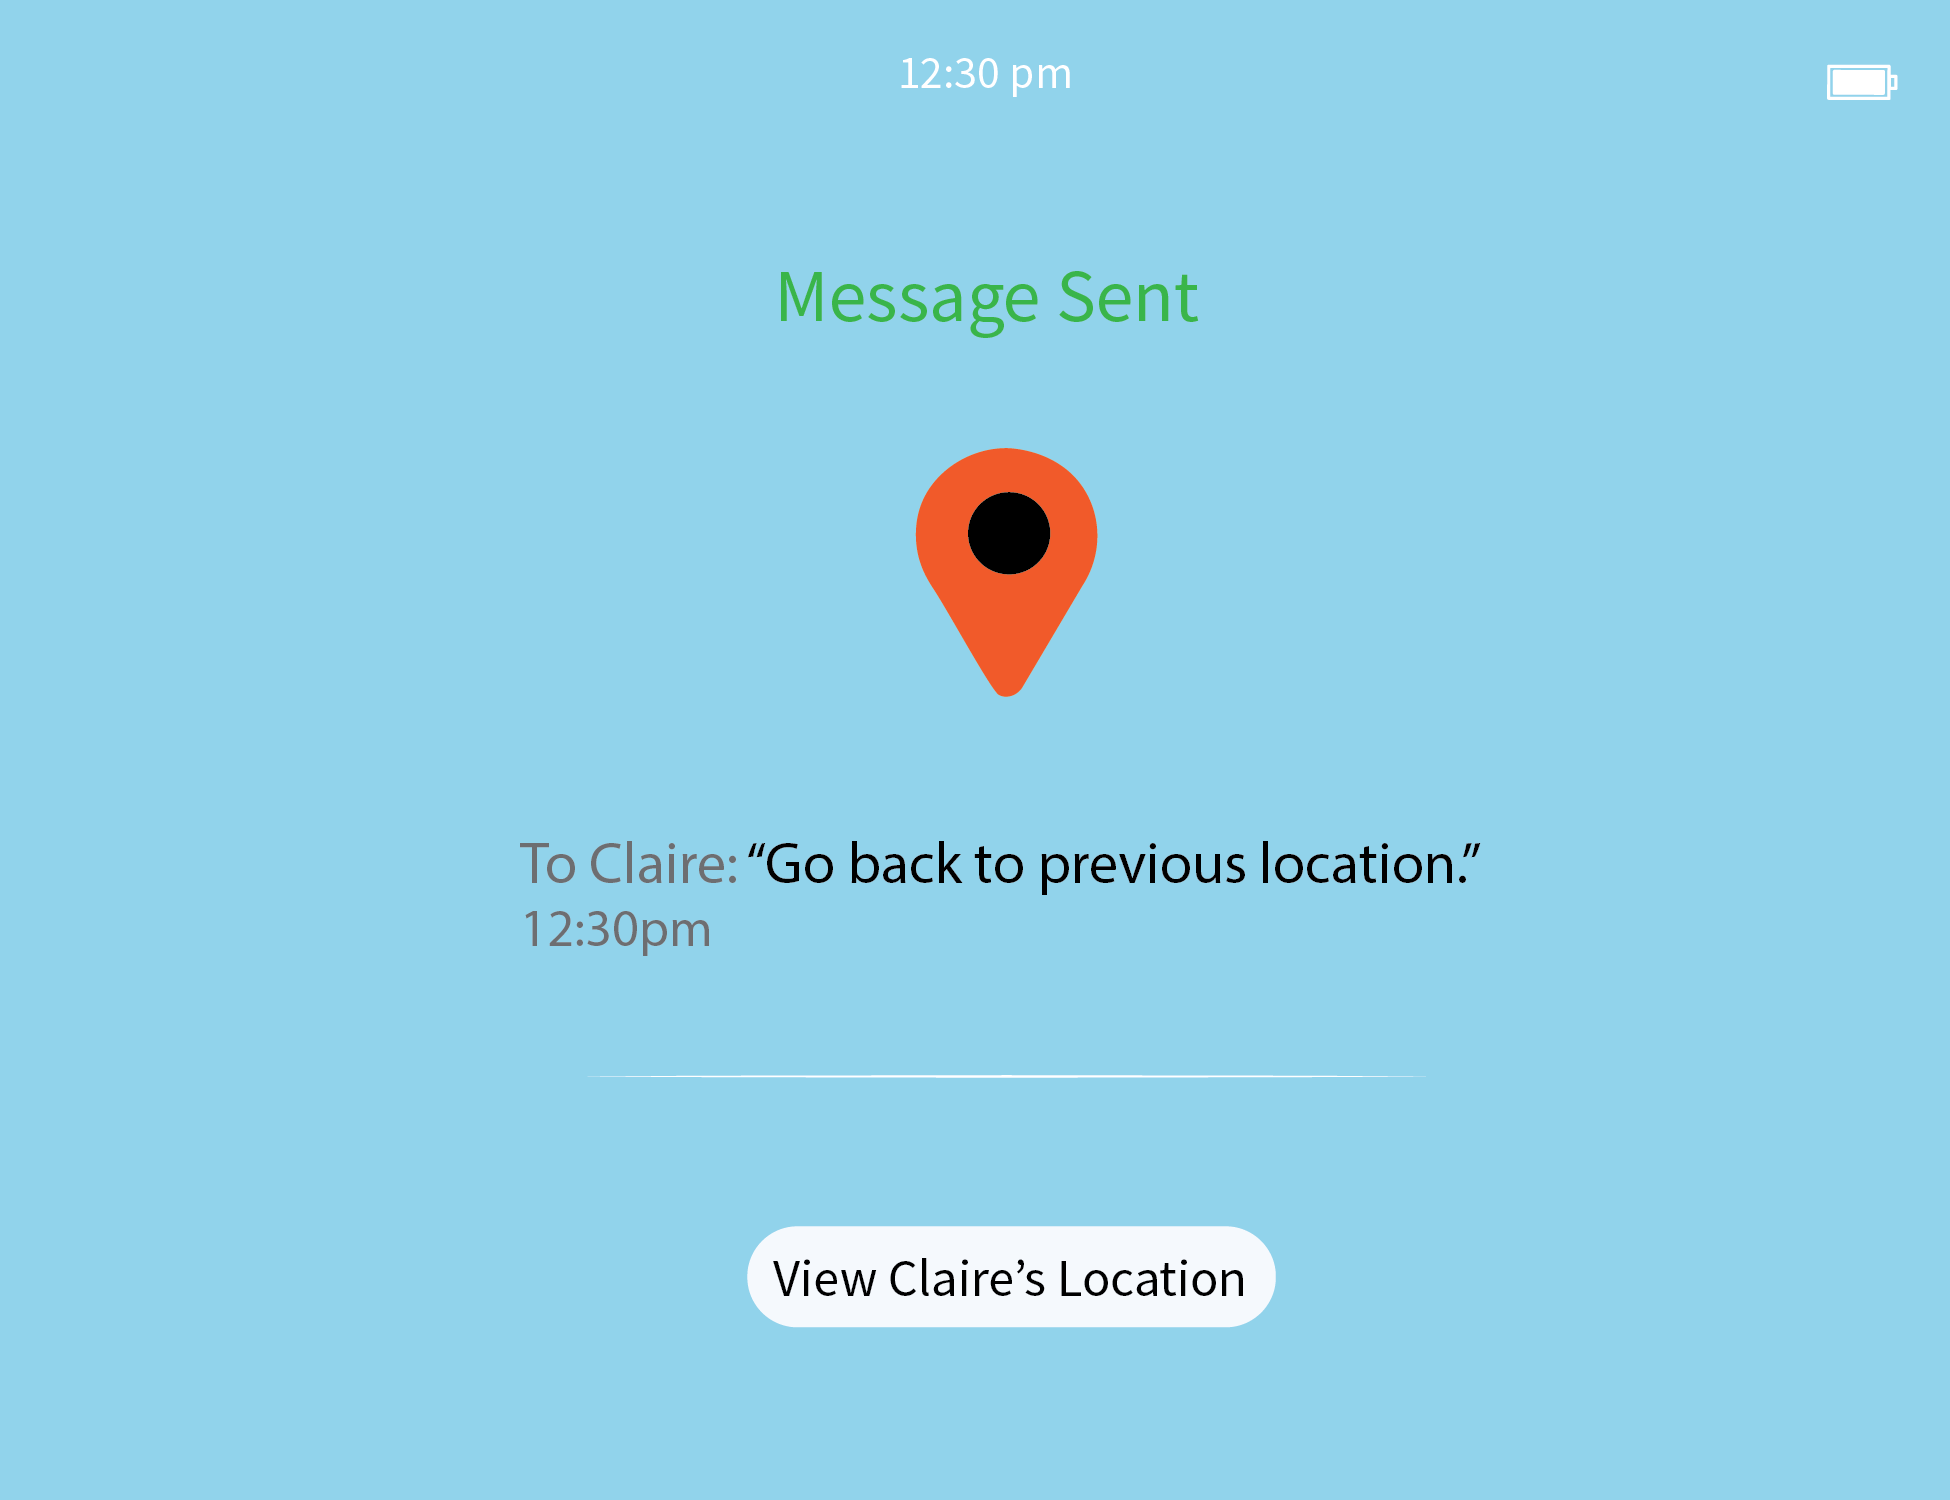 12:30 pm
Message Sent
To Claire: “Go back to previous location.”
12:30pm
View Claire’s Location